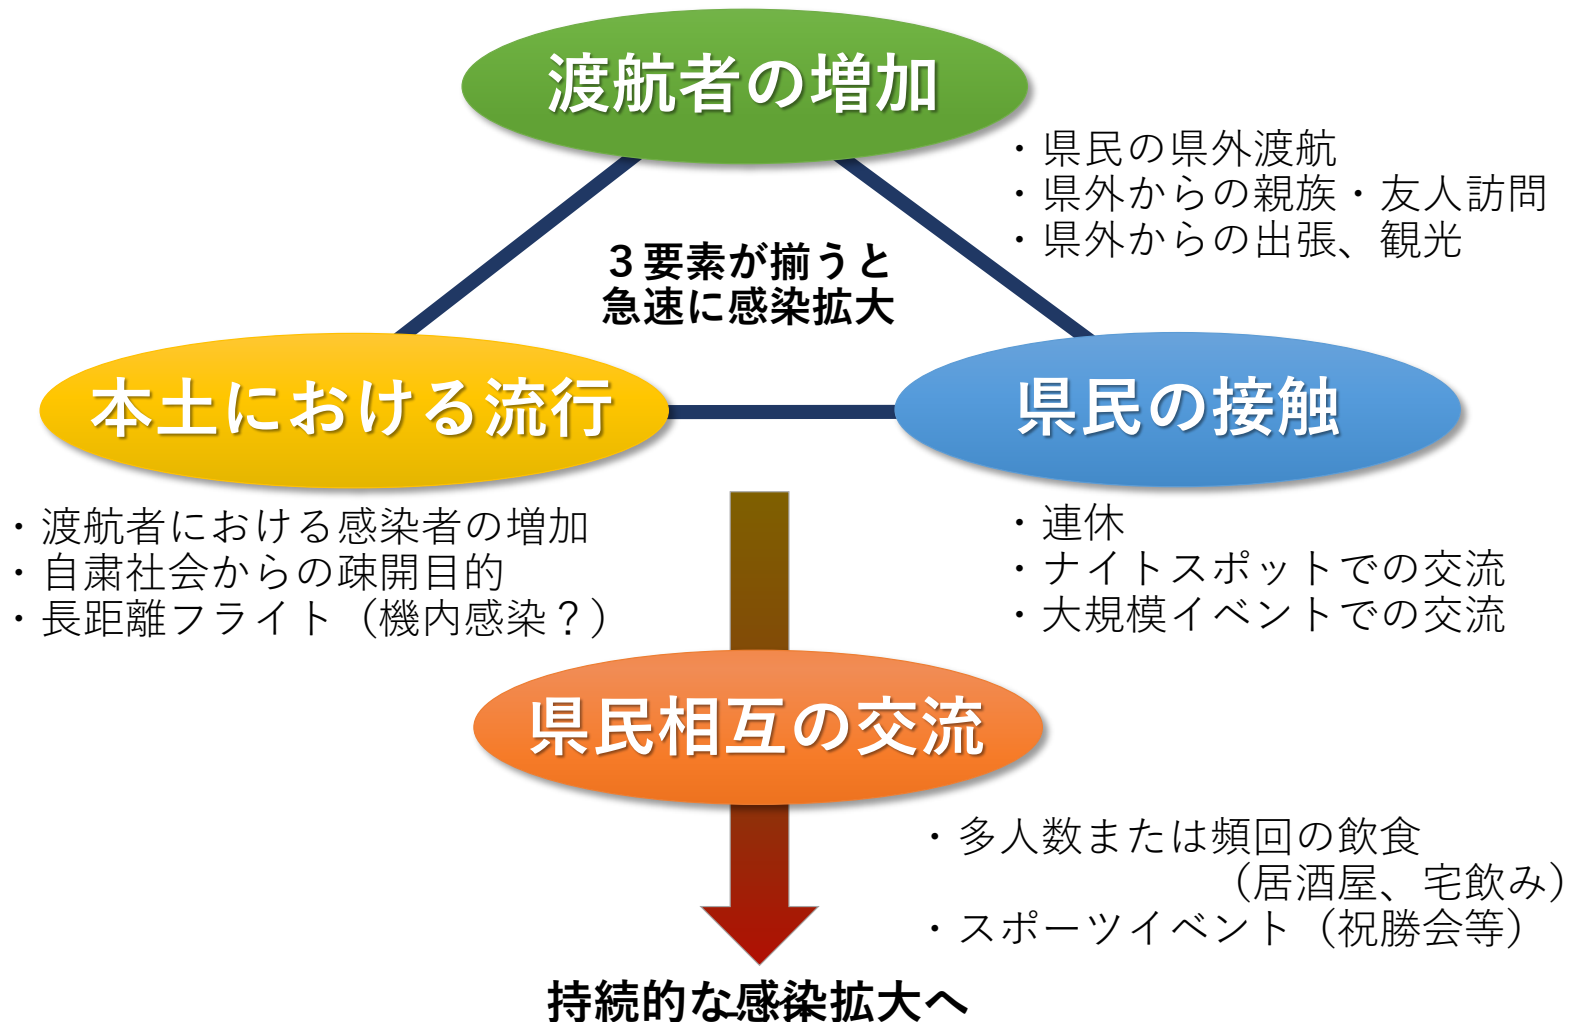 渡航者の増加
・県民の県外渡航
・県外からの親族・友人訪問
・県外からの出張、観光
３要素が揃うと
急速に感染拡大
本土における流行
県民の接触
・渡航者における感染者の増加
・自粛社会からの疎開目的
・長距離フライト（機内感染？）
・連休
・ナイトスポットでの交流
・大規模イベントでの交流
県民相互の交流
・多人数または頻回の飲食
（居酒屋、宅飲み）
・スポーツイベント（祝勝会等）
持続的な感染拡大へ